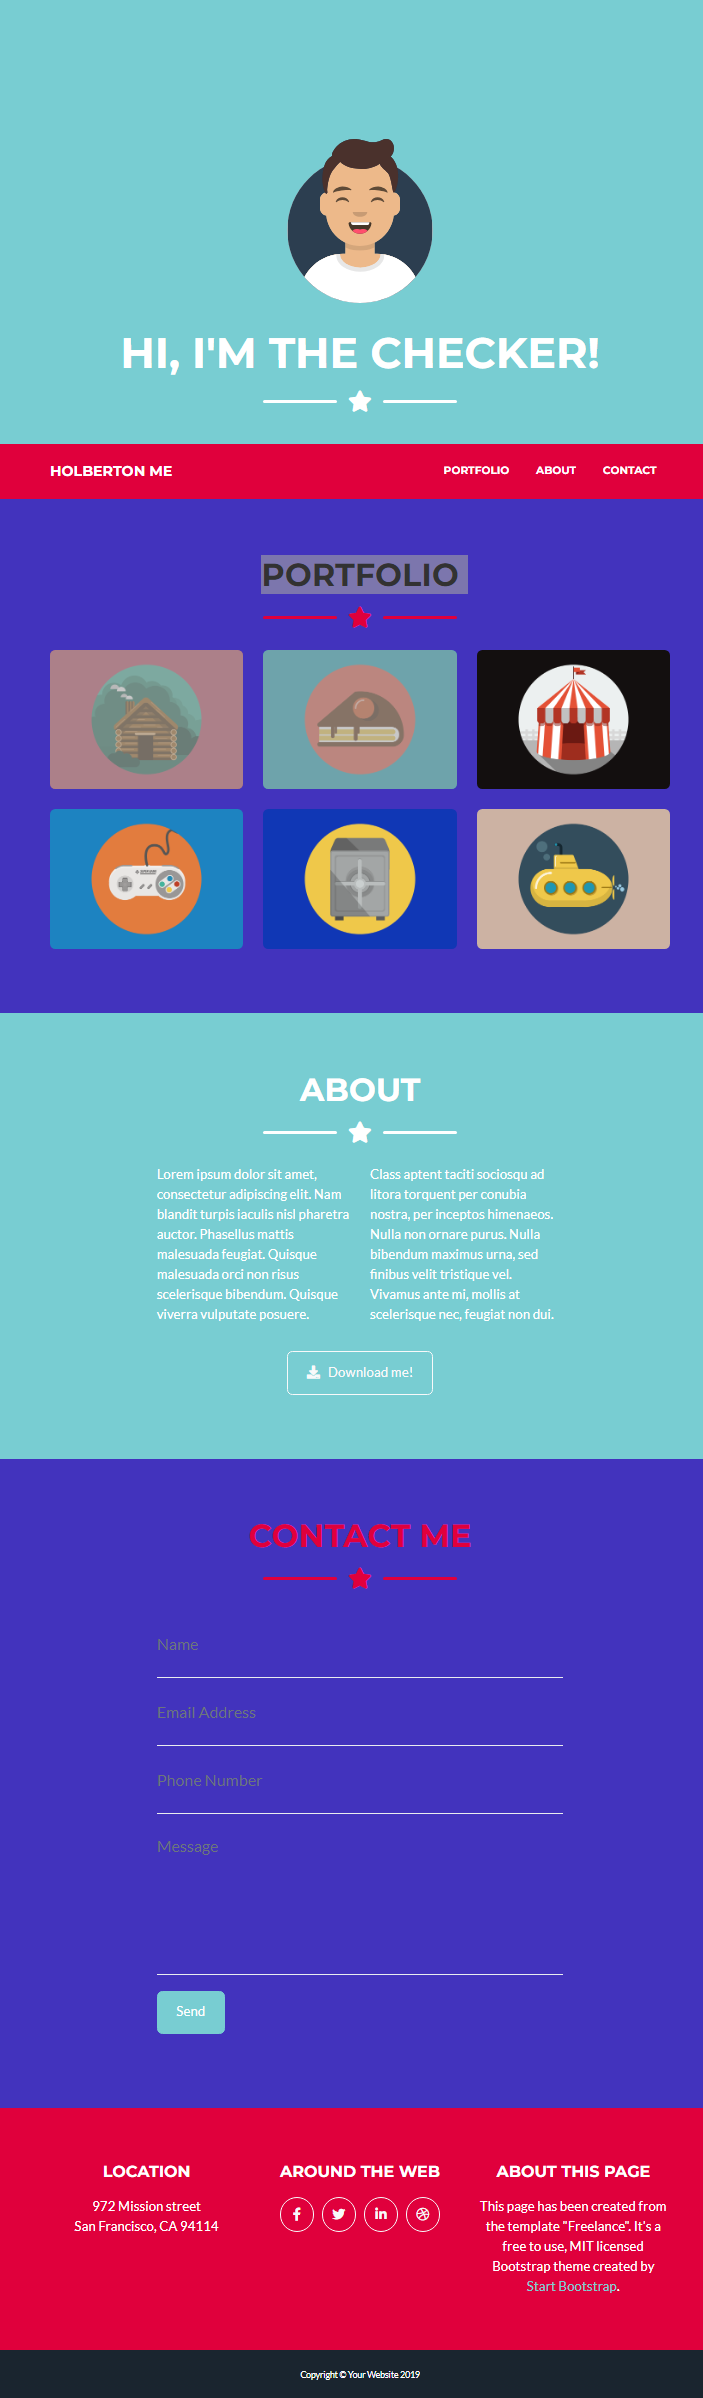 HI, I'M THE CHECKER!
HOLBERTON ME
PORTFOLIO
ABOUT
CONTACT
PORTFOLIO
ABOUT
Lorem ipsum dolor sit amet,
consectetur adipiscing elit. Nam
blandit turpis iaculis nisl pharetra
auctor. Phasellus mattis
malesuada feugiat. Quisque
malesuada orci non risus
scelerisque bibendum. Quisque
viverra vulputate posuere.
Class aptent taciti sociosqu ad
litora torquent per conubia
nostra, per inceptos himenaeos.
Nulla non ornare purus. Nulla
bibendum maximus urna, sed
finibus velit tristique vel.
Vivamus ante mi, mollis at
scelerisque nec, feugiat non dui.
Download me!
CONTACT ME
Name
Email Address
Phone Number
Message
Send
LOCATION
972 Mission street
San Francisco, CA 94114
AROUND THE WEB
ABOUT THIS PAGE
This page has been created from
the template "Freelance". It's a
free to use, MIT licensed
Bootstrap theme created by
Start Bootstrap.
Copyright © Your Website 2019